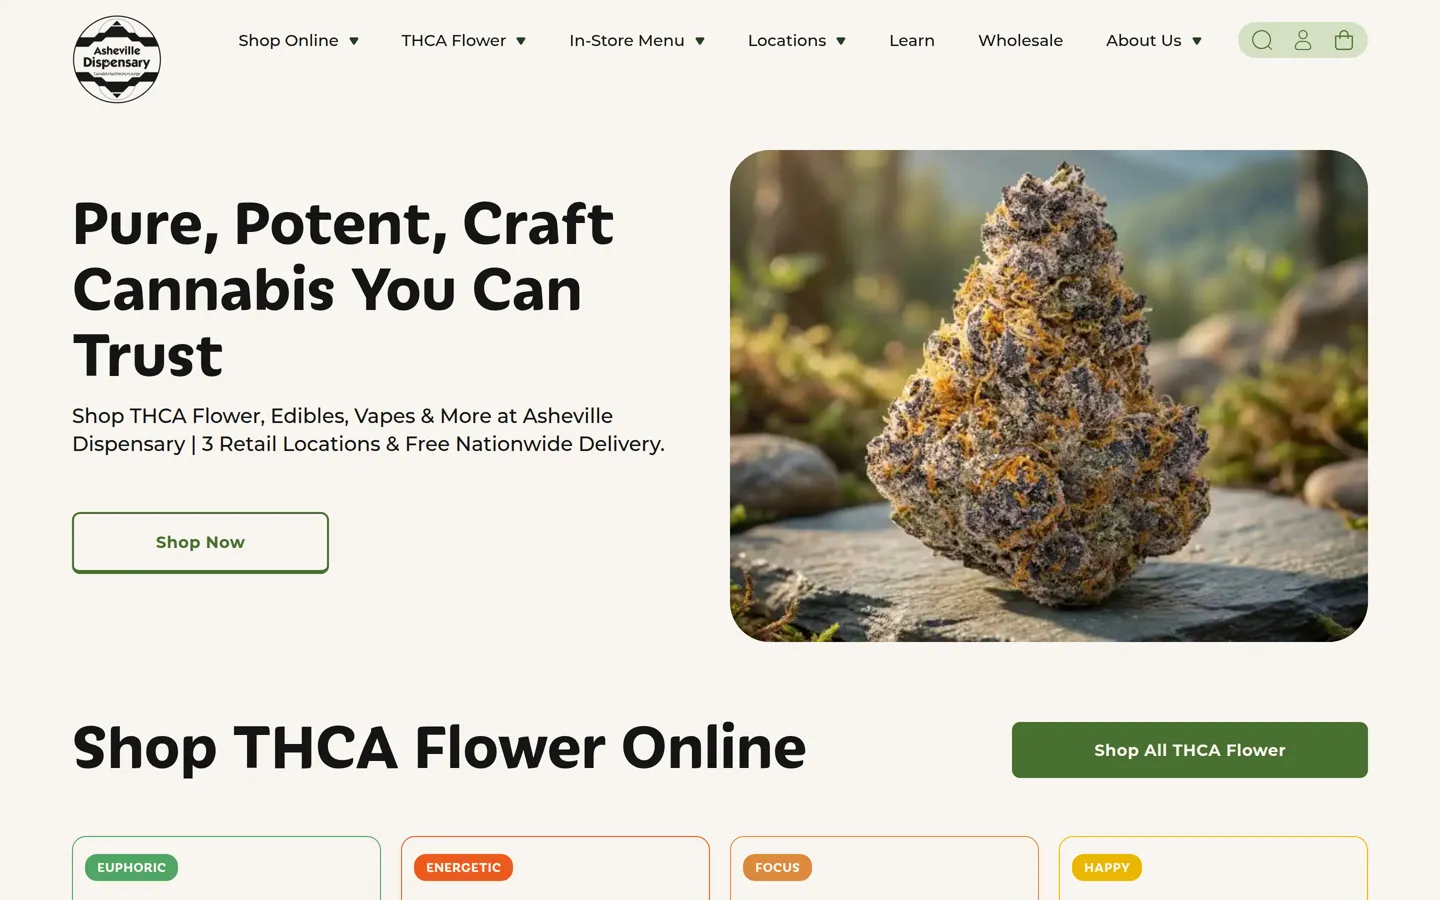 Asheville
Dispensary
Shop Online
THCA Flower
In-Store Menu
Locations
Learn
Wholesale
About Us
Pure, Potent, Craft
Cannabis You Can
Trust
Shop THCA Flower, Edibles, Vapes & More at Asheville
Dispensary | 3 Retail Locations & Free Nationwide Delivery.
Shop Now
Shop THCA Flower Online
Shop All THCA Flower
EUPHORIC
ENERGETIC
FOCUS
HAPPY